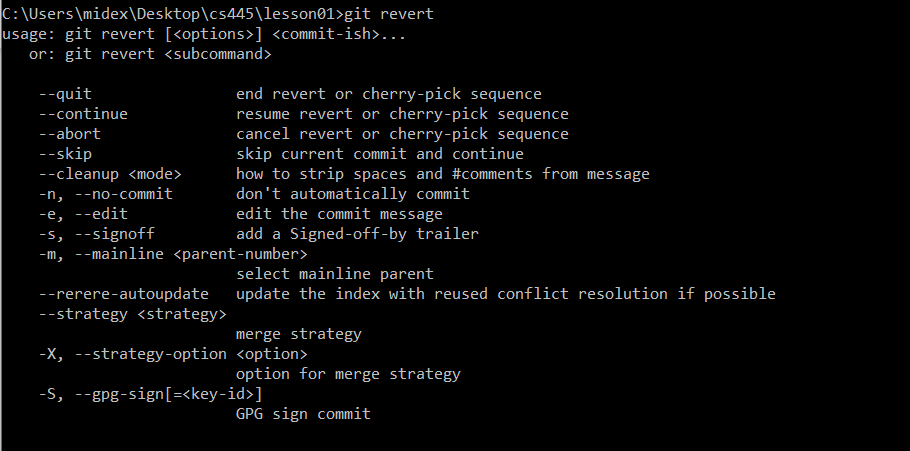 C:\Users\midex\Desktop\cs445\lesson01>git revert
usage: git revert [<options>] <commit-ish>...
   or: git revert <subcommand>

    --quit                end revert or cherry-pick sequence
    --continue            resume revert or cherry-pick sequence
    --abort               cancel revert or cherry-pick sequence
    --skip                skip current commit and continue
    --cleanup <mode>      how to strip spaces and #comments from message
    -n, --no-commit       don't automatically commit
    -e, --edit            edit the commit message
    -s, --signoff         add a Signed-off-by trailer
    -m, --mainline <parent-number>
                          select mainline parent
    --rerere-autoupdate   update the index with reused conflict resolution if possible
    --strategy <strategy>
                          merge strategy
    -X, --strategy-option <option>
                          option for merge strategy
    -S, --gpg-sign[=<key-id>]
                          GPG sign commit